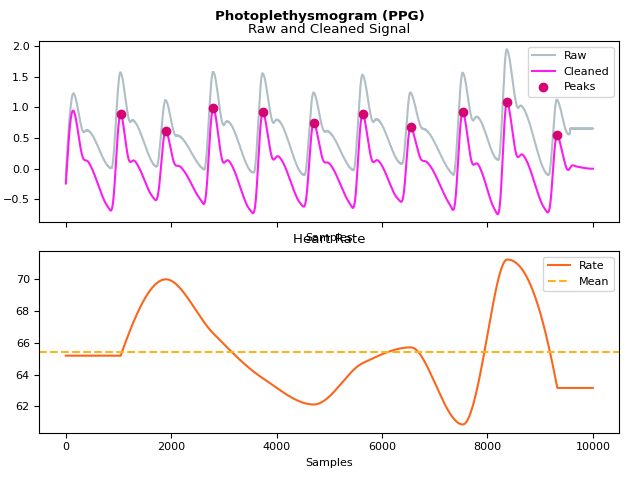 Photoplethysmogram (PPG)
Raw and Cleaned Signal
2.0
1.5
1.0
0.5
0.0
−0.5
Raw
Cleaned
Peaks
Samples
Heart Rate
70
68
66
64
62
Rate
Mean
0
2000
4000
6000
8000
10000
Samples